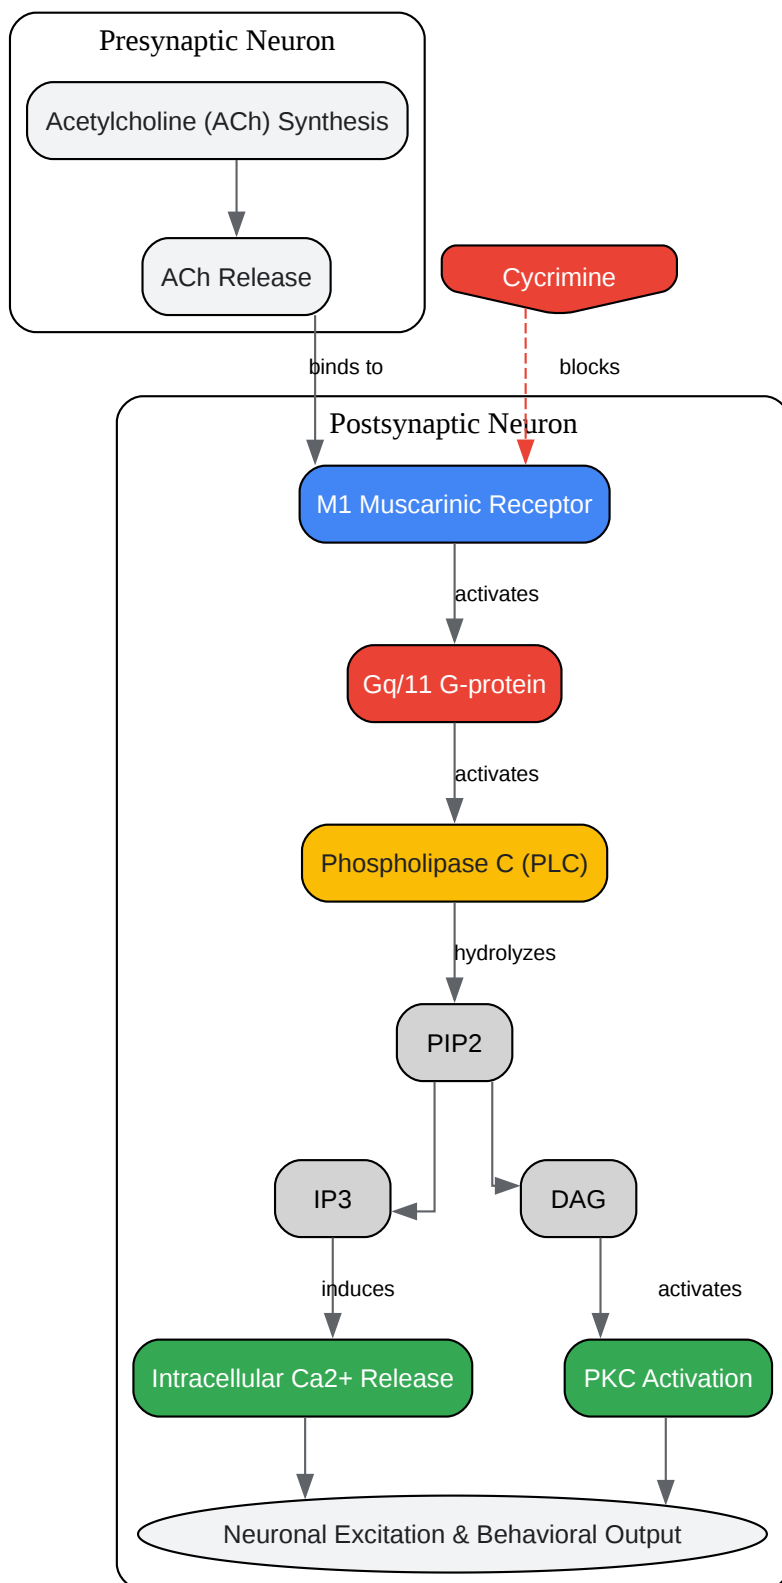 Presynaptic Neuron
Acetylcholine (ACh) Synthesis
ACh Release
Cycrimine
binds to
blocks
Postsynaptic Neuron
M1 Muscarinic Receptor
activates
Gq/11 G-protein
activates
Phospholipase C (PLC)
hydrolyzes
PIP2
IP3
DAG
induces
activates
Intracellular Ca2+ Release
PKC Activation
Neuronal Excitation & Behavioral Output